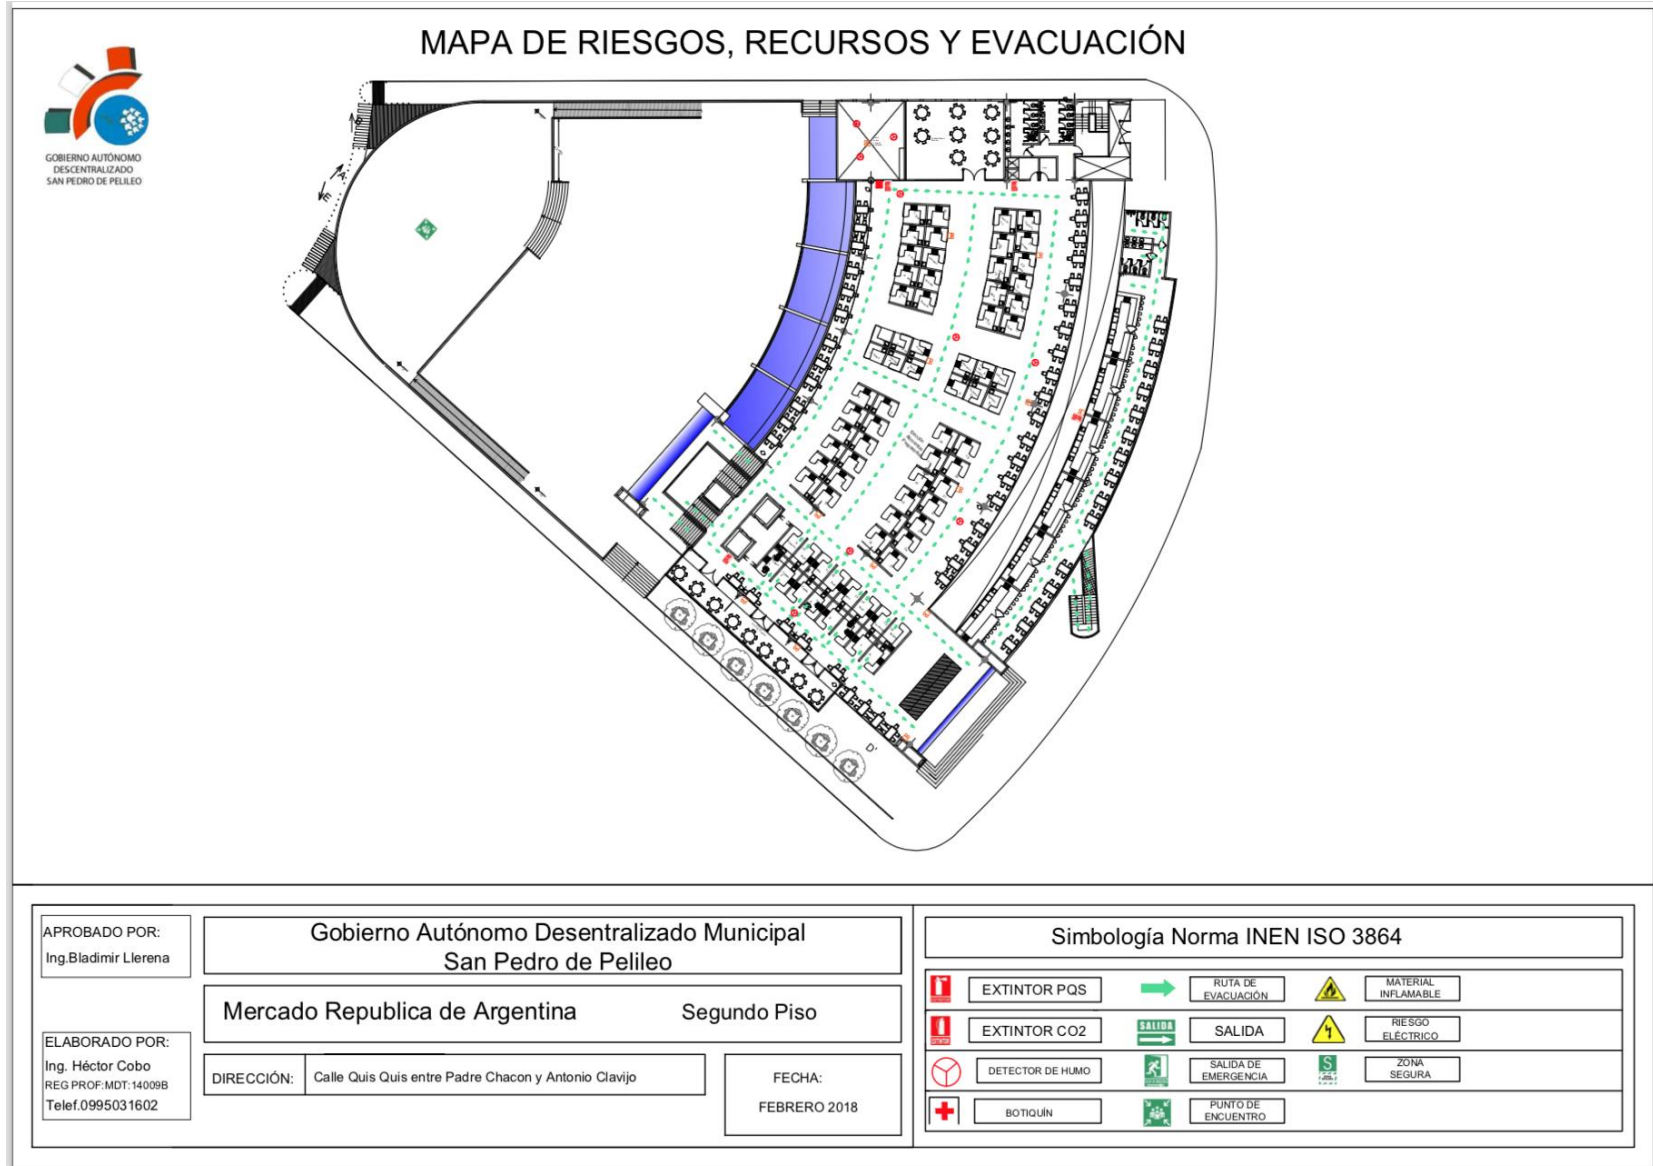 MAPA DE RIESGOS, RECURSOS Y EVACUACIÓN
GOBIERNO AUTÓNOMO
DESCENTRALIZADO
SAN PEDRO DE PELILEO
D'
APROBADO POR:
Ing.Bladimir Llerena
ELABORADO POR:
Ing. Héctor Cobo
REG PROF:MDT:14009B
Telef.0995031602
Gobierno Autónomo Desentralizado Municipal
San Pedro de Pelileo
Mercado Republica de Argentina Segundo Piso
DIRECCIÓN: Calle Quis Quis entre Padre Chacon y Antonio Clavijo
FECHA:
FEBRERO 2018
Simbología Norma INEN ISO 3864
EXTINTOR PQS
RUTA DE
EVACUACIÓN
MATERIAL
INFLAMABLE
EXTINTOR CO2
SALIDA
SALIDA
RIESGO
ELÉCTRICO
DETECTOR DE HUMO
SALIDA DE
EMERGENCIA
S
ZONA
SEGURA
BOTIQUÍN
PUNTO DE
ENCUENTRO